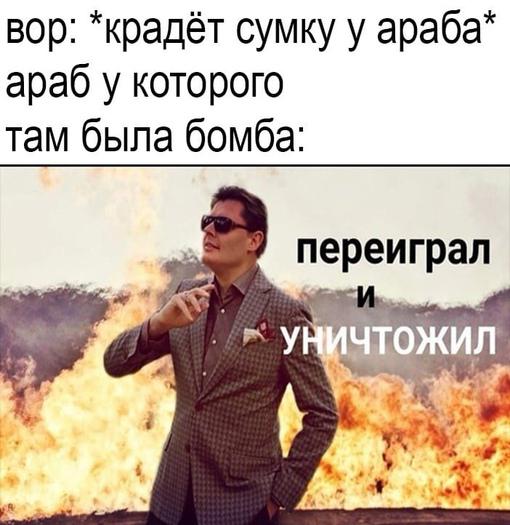 вор: *крадёт сумку у араба*
араб у которого
там была бомба:
переиграл
и
уничтожил